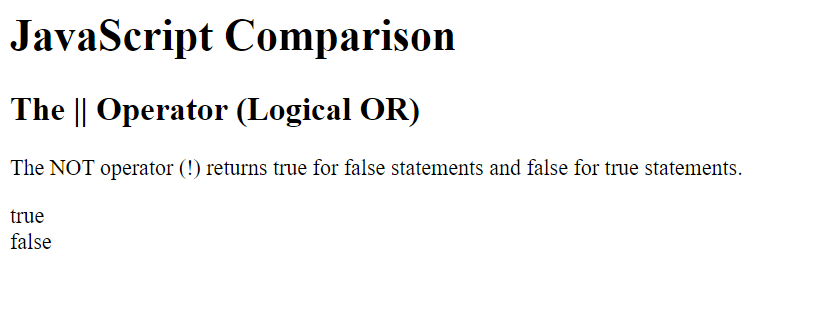 JavaScript Comparison
The || Operator (Logical OR)
The NOT operator (!) returns true for false statements and false for true statements.
true
false